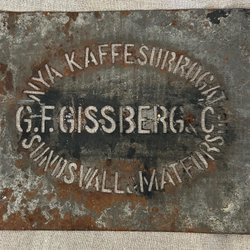 NYA KAFFESURROGAT
G.F. GISSBERG & C
SUNDSVALL & MATFORS